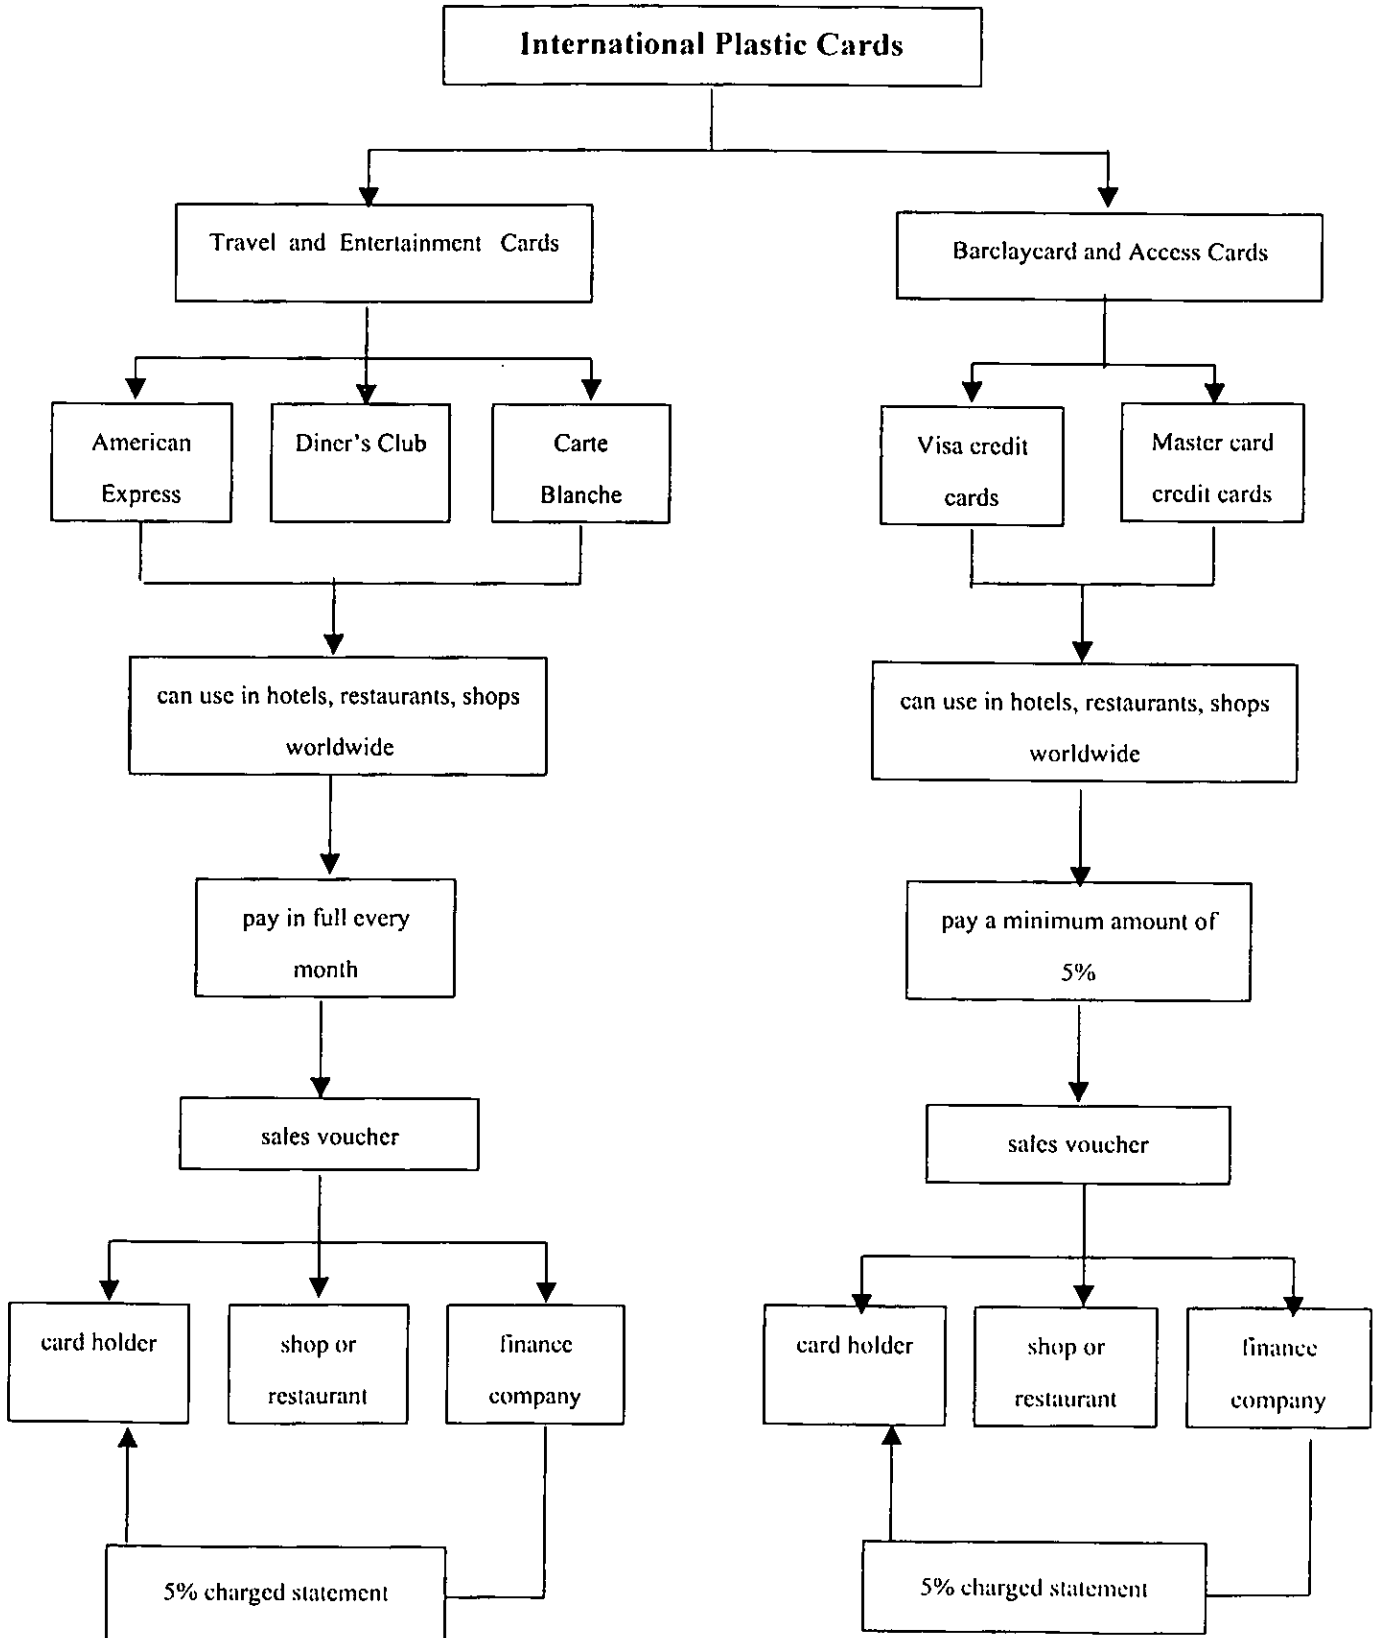 International Plastic Cards
Travel and Entertainment Cards
Barclaycard and Access Cards
American
Express
Diner's Club
Carte
Blanche
Visa credit
cards
Master card
credit cards
can use in hotels, restaurants, shops
worldwide
can use in hotels, restaurants, shops
worldwide
pay in full every
month
pay a minimum amount of
5%
sales voucher
sales voucher
card holder
shop or
restaurant
finance
company
card holder
shop or
restaurant
finance
company
5% charged statement
5% charged statement